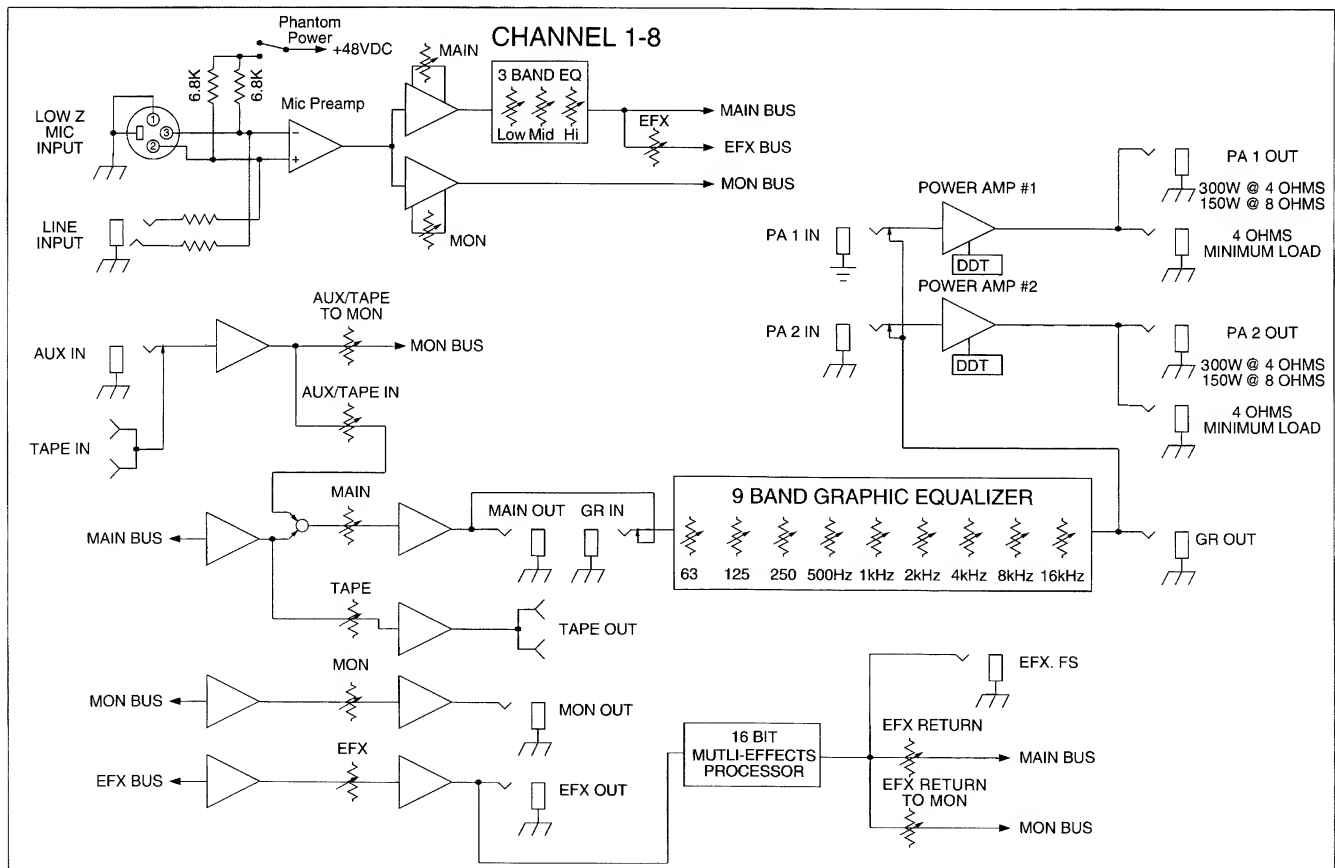 CHANNEL 1-8
Phantom
Power
+48VDC
6.8K
6.8K
LOW Z
MIC
INPUT
1
3
2
Mic Preamp
-
+
MAIN
3 BAND EQ
Low Mid Hi
MAIN BUS
EFX
EFX BUS
MON BUS
MON
LINE
INPUT
PA 1 IN
POWER AMP #1
DDT
PA 1 OUT
300W @ 4 OHMS
150W @ 8 OHMS
4 OHMS
MINIMUM LOAD
PA 2 IN
POWER AMP #2
DDT
PA 2 OUT
300W @ 4 OHMS
150W @ 8 OHMS
4 OHMS
MINIMUM LOAD
AUX IN
AUX/TAPE
TO MON
MON BUS
AUX/TAPE IN
TAPE IN
MAIN BUS
MAIN
MAIN OUT
GR IN
9 BAND GRAPHIC EQUALIZER
63 125 250 500Hz 1kHz 2kHz 4kHz 8kHz 16kHz
GR OUT
TAPE
TAPE OUT
MON BUS
MON
MON OUT
EFX BUS
EFX
EFX OUT
16 BIT
MUTLI-EFFECTS
PROCESSOR
EFX. FS
EFX RETURN
MAIN BUS
EFX RETURN
TO MON
MON BUS